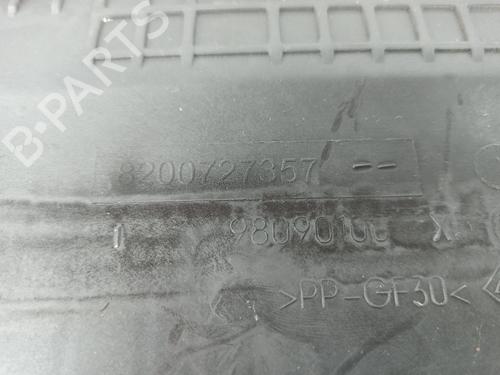 B-PARTS
8200727357 --
98090100 X
>PP-GF30<